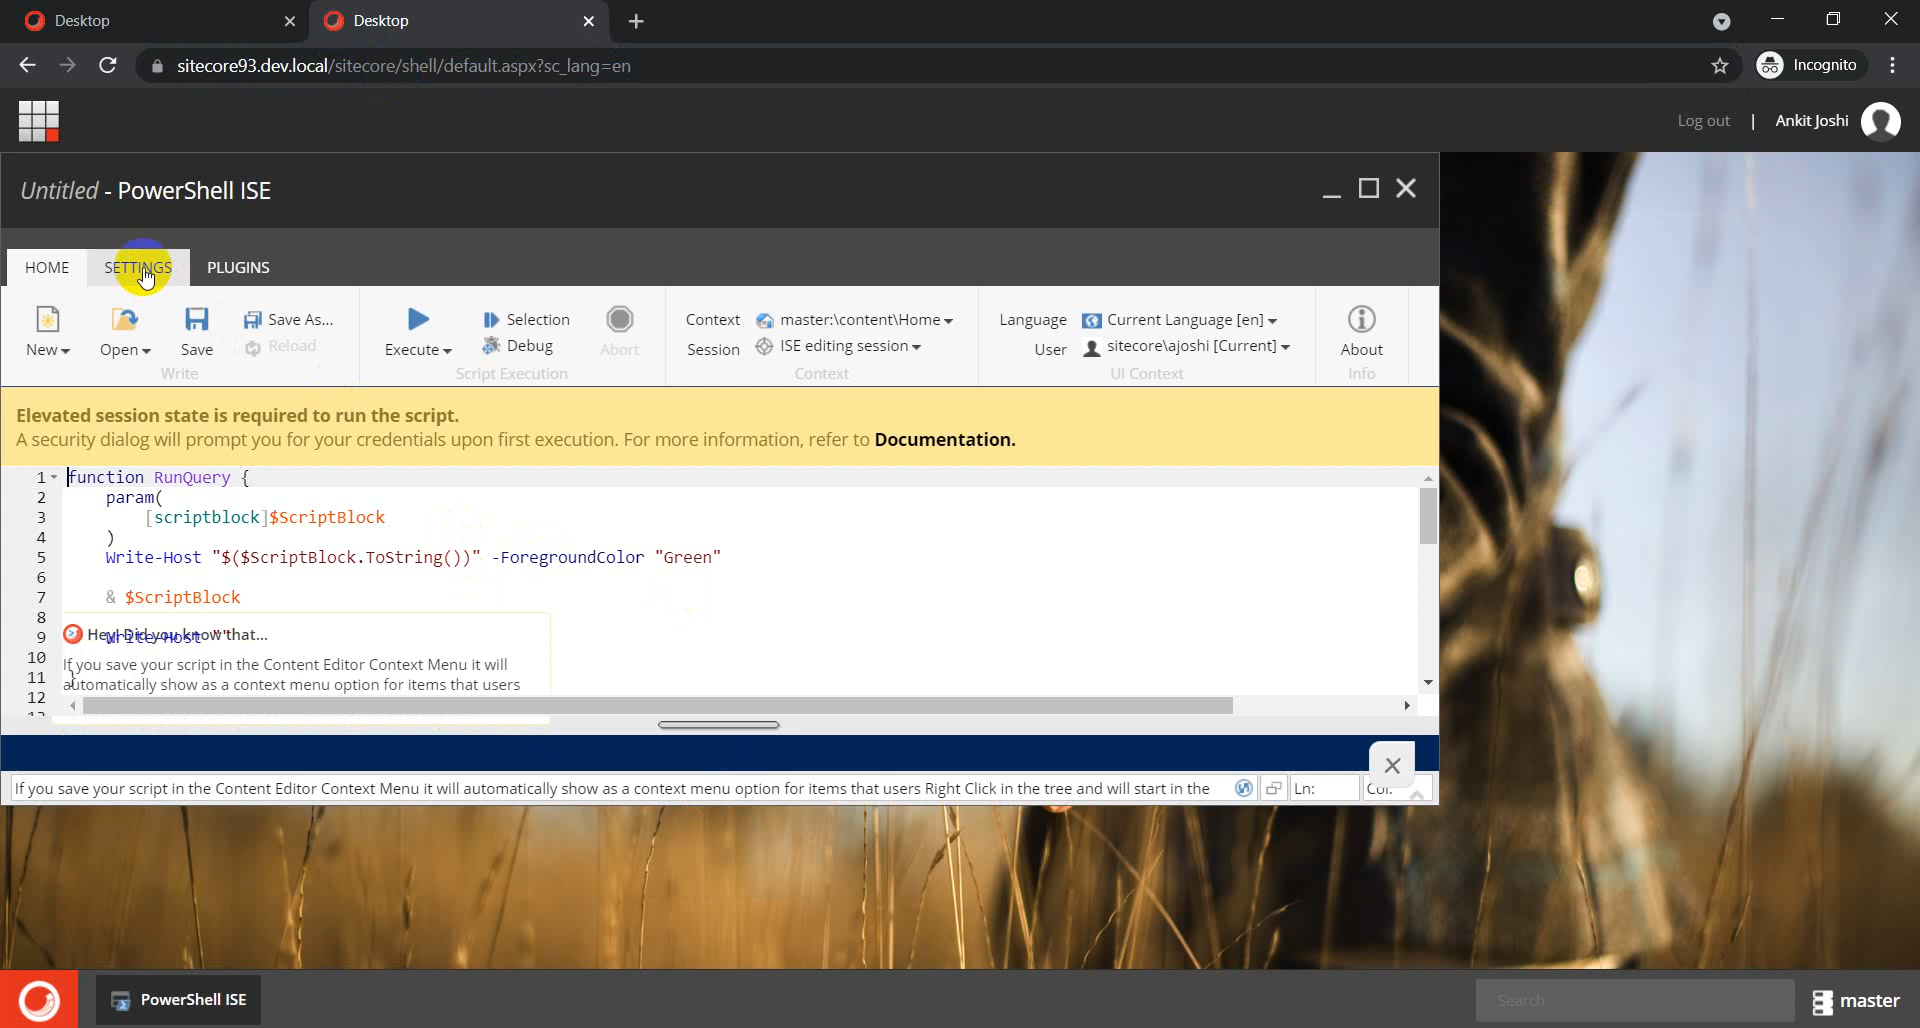 Desktop
Desktop
sitecore93.dev.local/sitecore/shell/default.aspx?sc_lang=en
Incognito
Log out | Ankit Joshi
Untitled - PowerShell ISE
HOME SETTINGS PLUGINS
New Open Save Save As... Reload
Write
Execute Selection Debug Abort
Script Execution
Context master:\content\Home
Session ISE editing session
Context
Language Current Language [en]
User sitecore\ajoshi [Current]
UI Context
About
Info
Elevated session state is required to run the script.
A security dialog will prompt you for your credentials upon first execution. For more information, refer to Documentation.
1 function RunQuery {
2 param(
3 [scriptblock]$ScriptBlock
4 )
5 Write-Host "$($ScriptBlock.ToString())" -ForegroundColor "Green"
6
7 & $ScriptBlock
8
9 Write-Host ""
10
11 }
12
Hey! Did you know that...
If you save your script in the Content Editor Context Menu it will
automatically show as a context menu option for items that users
If you save your script in the Content Editor Context Menu it will automatically show as a context menu option for items that users Right Click in the tree and will start in the
Ln:
Col:
PowerShell ISE
Search
master